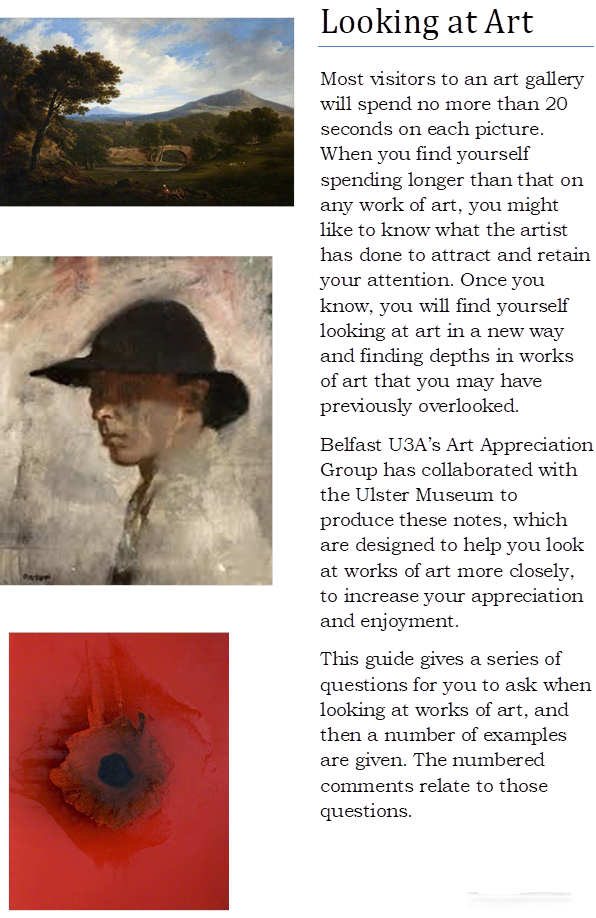 Looking at Art
Most visitors to an art gallery
will spend no more than 20
seconds on each picture.
When you find yourself
spending longer than that on
any work of art, you might
like to know what the artist
has done to attract and retain
your attention. Once you
know, you will find yourself
looking at art in a new way
and finding depths in works
of art that you may have
previously overlooked.
Belfast U3A’s Art Appreciation
Group has collaborated with
the Ulster Museum to
produce these notes, which
are designed to help you look
at works of art more closely,
to increase your appreciation
and enjoyment.
This guide gives a series of
questions for you to ask when
looking at works of art, and
then a number of examples
are given. The numbered
comments relate to those
questions.